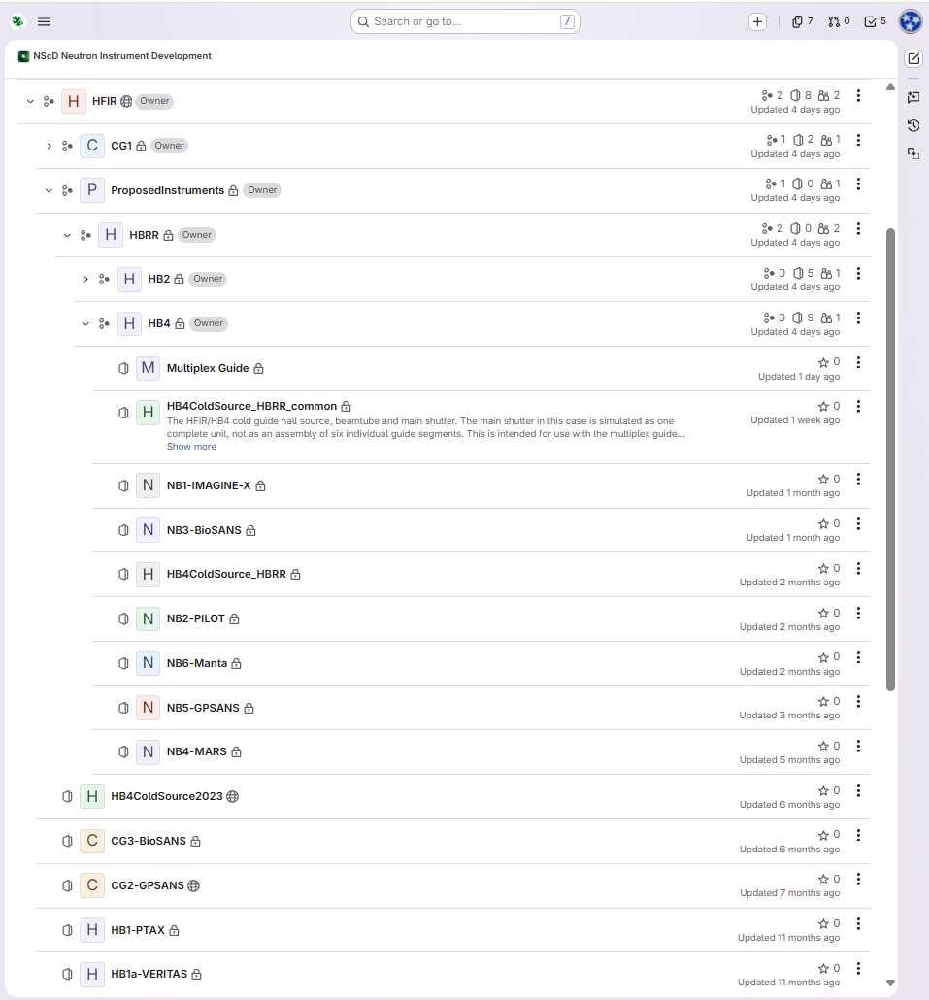 Search or go to...
/
7
0
5
NScD Neutron Instrument Development
H HFIR Owner 2 8 2
Updated 4 days ago
C CG1 Owner 1 2 1
Updated 4 days ago
P ProposedInstruments Owner 1 0 1
Updated 4 days ago
H HBRR Owner 2 0 2
Updated 4 days ago
H HB2 Owner 0 5 1
Updated 4 days ago
H HB4 Owner 0 9 1
Updated 4 days ago
M Multiplex Guide 0
Updated 1 day ago
H HB4ColdSource_HBRR_common 0
Updated 1 week ago
The HFIR/HB4 cold guide hall source, beamtube and main shutter. The main shutter in this case is simulated as one
complete unit, not as an assembly of six individual guide segments. This is intended for use with the multiplex guide...
Show more
N NB1-IMAGINE-X 0
Updated 1 month ago
N NB3-BioSANS 0
Updated 1 month ago
H HB4ColdSource_HBRR 0
Updated 2 months ago
N NB2-PILOT 0
Updated 2 months ago
N NB6-Manta 0
Updated 2 months ago
N NB5-GPSANS 0
Updated 3 months ago
N NB4-MARS 0
Updated 5 months ago
H HB4ColdSource2023 0
Updated 6 months ago
C CG3-BioSANS 0
Updated 6 months ago
C CG2-GPSANS 0
Updated 7 months ago
H HB1-PTAX 0
Updated 11 months ago
H HB1a-VERITAS 0
Updated 11 months ago